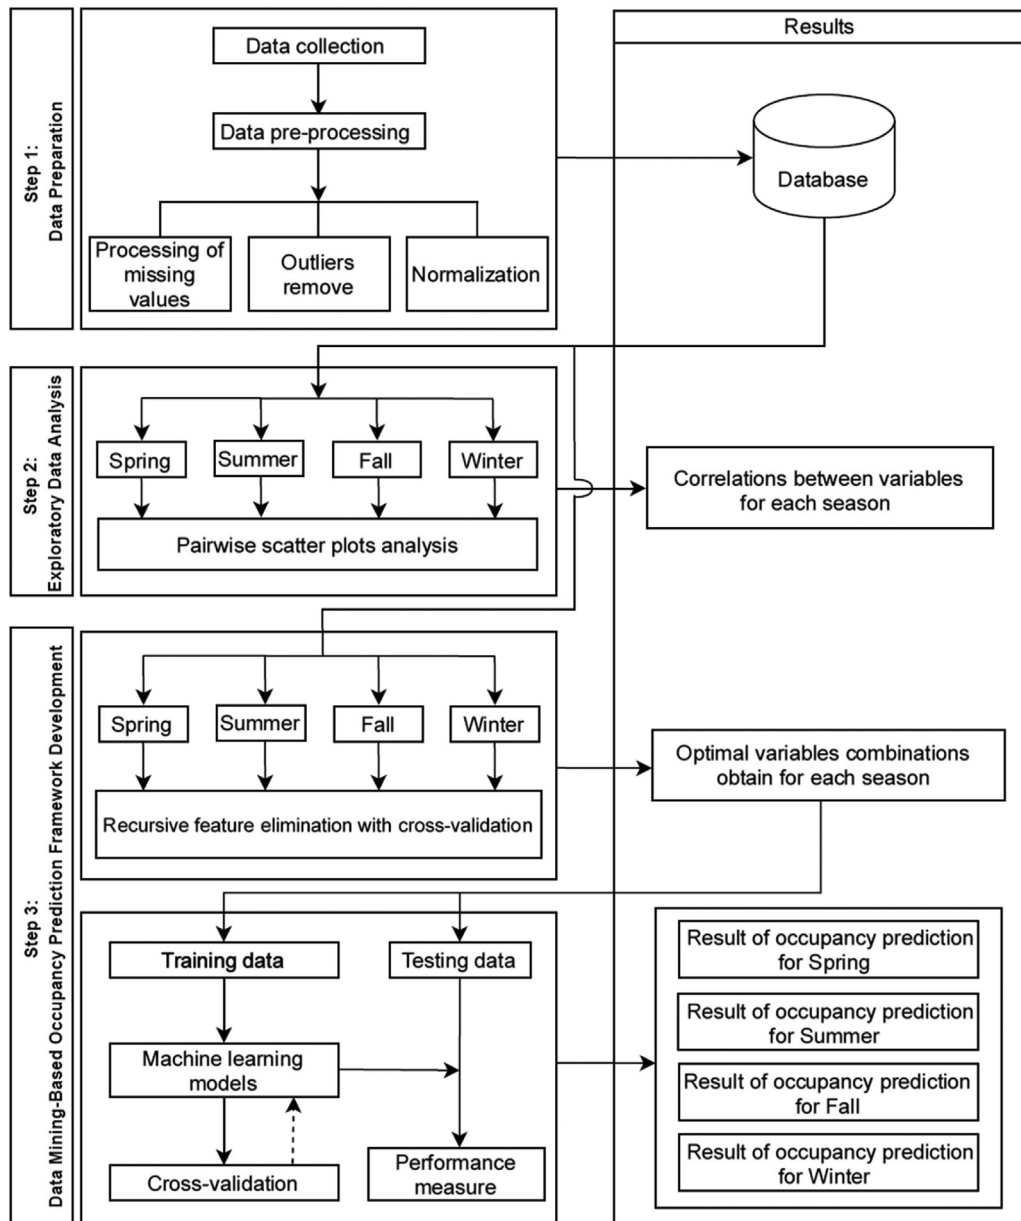 Results
Step 1:
Data Preparation
Data collection
Data pre-processing
Processing of
missing
values
Outliers
remove
Normalization
Database
Step 2:
Exploratory Data Analysis
Spring
Summer
Fall
Winter
Pairwise scatter plots analysis
Correlations between variables
for each season
Step 3:
Data Mining-Based Occupancy Prediction Framework Development
Spring
Summer
Fall
Winter
Recursive feature elimination with cross-validation
Optimal variables combinations
obtain for each season
Training data
Testing data
Machine learning
models
Cross-validation
Performance
measure
Result of occupancy prediction
for Spring
Result of occupancy prediction
for Summer
Result of occupancy prediction
for Fall
Result of occupancy prediction
for Winter